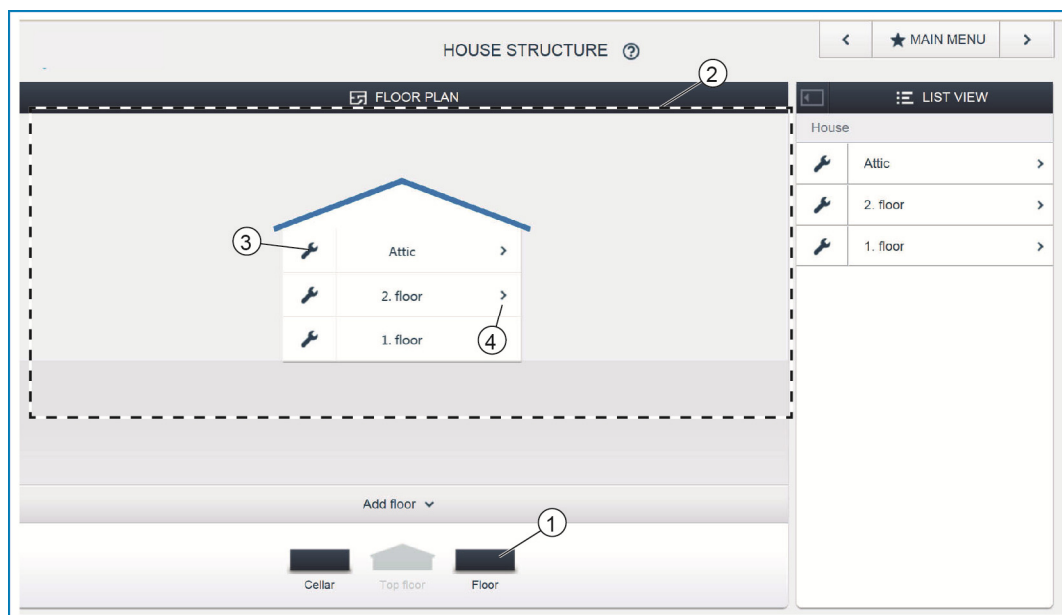 HOUSE STRUCTURE ?
< ★ MAIN MENU >
2
FLOOR PLAN
LIST VIEW
House
Attic >
2. floor >
1. floor >
3
Attic >
2. floor >
1. floor
4
Add floor
1
Cellar
Top floor
Floor